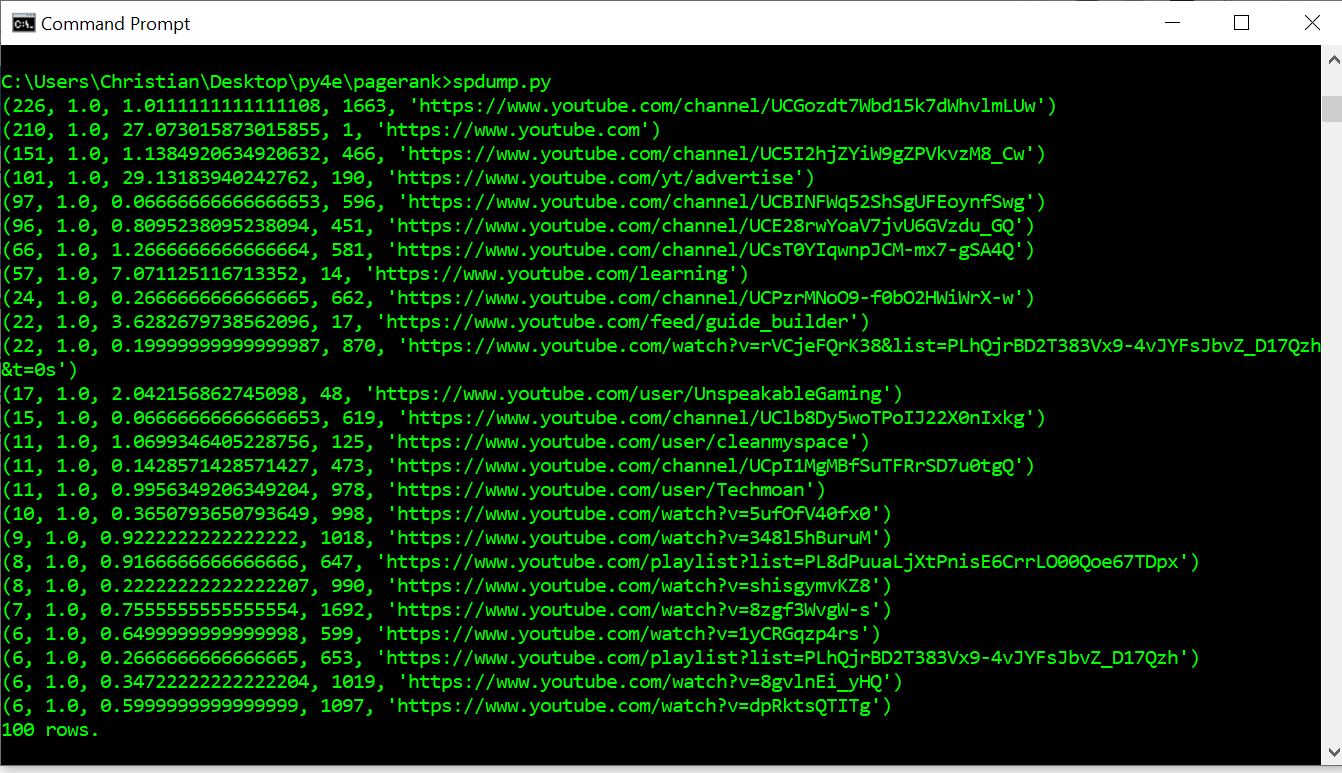 Command Prompt
C:\Users\Christian\Desktop\py4e\pagerank>spdump.py
(226, 1.0, 1.0111111111111108, 1663, 'https://www.youtube.com/channel/UCGozdt7Wbd15k7dWhvlmLUw')
(210, 1.0, 27.073015873015855, 1, 'https://www.youtube.com')
(151, 1.0, 1.1384920634920632, 466, 'https://www.youtube.com/channel/UC5I2hjZYiW9gZPVkvzM8_Cw')
(101, 1.0, 29.13183940242762, 190, 'https://www.youtube.com/yt/advertise')
(97, 1.0, 0.06666666666666653, 596, 'https://www.youtube.com/channel/UCBINFWq52ShSgUFEoynfSwg')
(96, 1.0, 0.8095238095238094, 451, 'https://www.youtube.com/channel/UCE28rwYoaV7jvU6GVzdu_GQ')
(66, 1.0, 1.2666666666666664, 581, 'https://www.youtube.com/channel/UCsT0YIqwnpJCM-mx7-gSA4Q')
(57, 1.0, 7.071125116713352, 14, 'https://www.youtube.com/learning')
(24, 1.0, 0.2666666666666665, 662, 'https://www.youtube.com/channel/UCPzrMNoO9-f0bO2HWiWrX-w')
(22, 1.0, 3.6282679738562096, 17, 'https://www.youtube.com/feed/guide_builder')
(22, 1.0, 0.19999999999999987, 870, 'https://www.youtube.com/watch?v=rVCjeFQrK38&list=PLhQjrBD2T383Vx9-4vJYFsJbvZ_D17Qzh
&t=0s')
(17, 1.0, 2.042156862745098, 48, 'https://www.youtube.com/user/UnspeakableGaming')
(15, 1.0, 0.06666666666666653, 619, 'https://www.youtube.com/channel/UClb8Dy5woTPoIJ22X0nIxkg')
(11, 1.0, 1.0699346405228756, 125, 'https://www.youtube.com/user/cleanmyspace')
(11, 1.0, 0.1428571428571427, 473, 'https://www.youtube.com/channel/UCpI1MgMBfSuTFRrSD7u0tgQ')
(11, 1.0, 0.9956349206349204, 978, 'https://www.youtube.com/user/Techmoan')
(10, 1.0, 0.3650793650793649, 998, 'https://www.youtube.com/watch?v=5ufOfV40fx0')
(9, 1.0, 0.9222222222222222, 1018, 'https://www.youtube.com/watch?v=348l5hBuruM')
(8, 1.0, 0.9166666666666666, 647, 'https://www.youtube.com/playlist?list=PL8dPuuaLjXtPnisE6CrrLO00Qoe67TDpx')
(8, 1.0, 0.22222222222222207, 990, 'https://www.youtube.com/watch?v=shisgymvKZ8')
(7, 1.0, 0.7555555555555554, 1692, 'https://www.youtube.com/watch?v=8zgf3WvgW-s')
(6, 1.0, 0.6499999999999998, 599, 'https://www.youtube.com/watch?v=1yCRGqzp4rs')
(6, 1.0, 0.2666666666666665, 653, 'https://www.youtube.com/playlist?list=PLhQjrBD2T383Vx9-4vJYFsJbvZ_D17Qzh')
(6, 1.0, 0.34722222222222204, 1019, 'https://www.youtube.com/watch?v=8gvlnEi_yHQ')
(6, 1.0, 0.5999999999999999, 1097, 'https://www.youtube.com/watch?v=dpRktsQTITg')
100 rows.